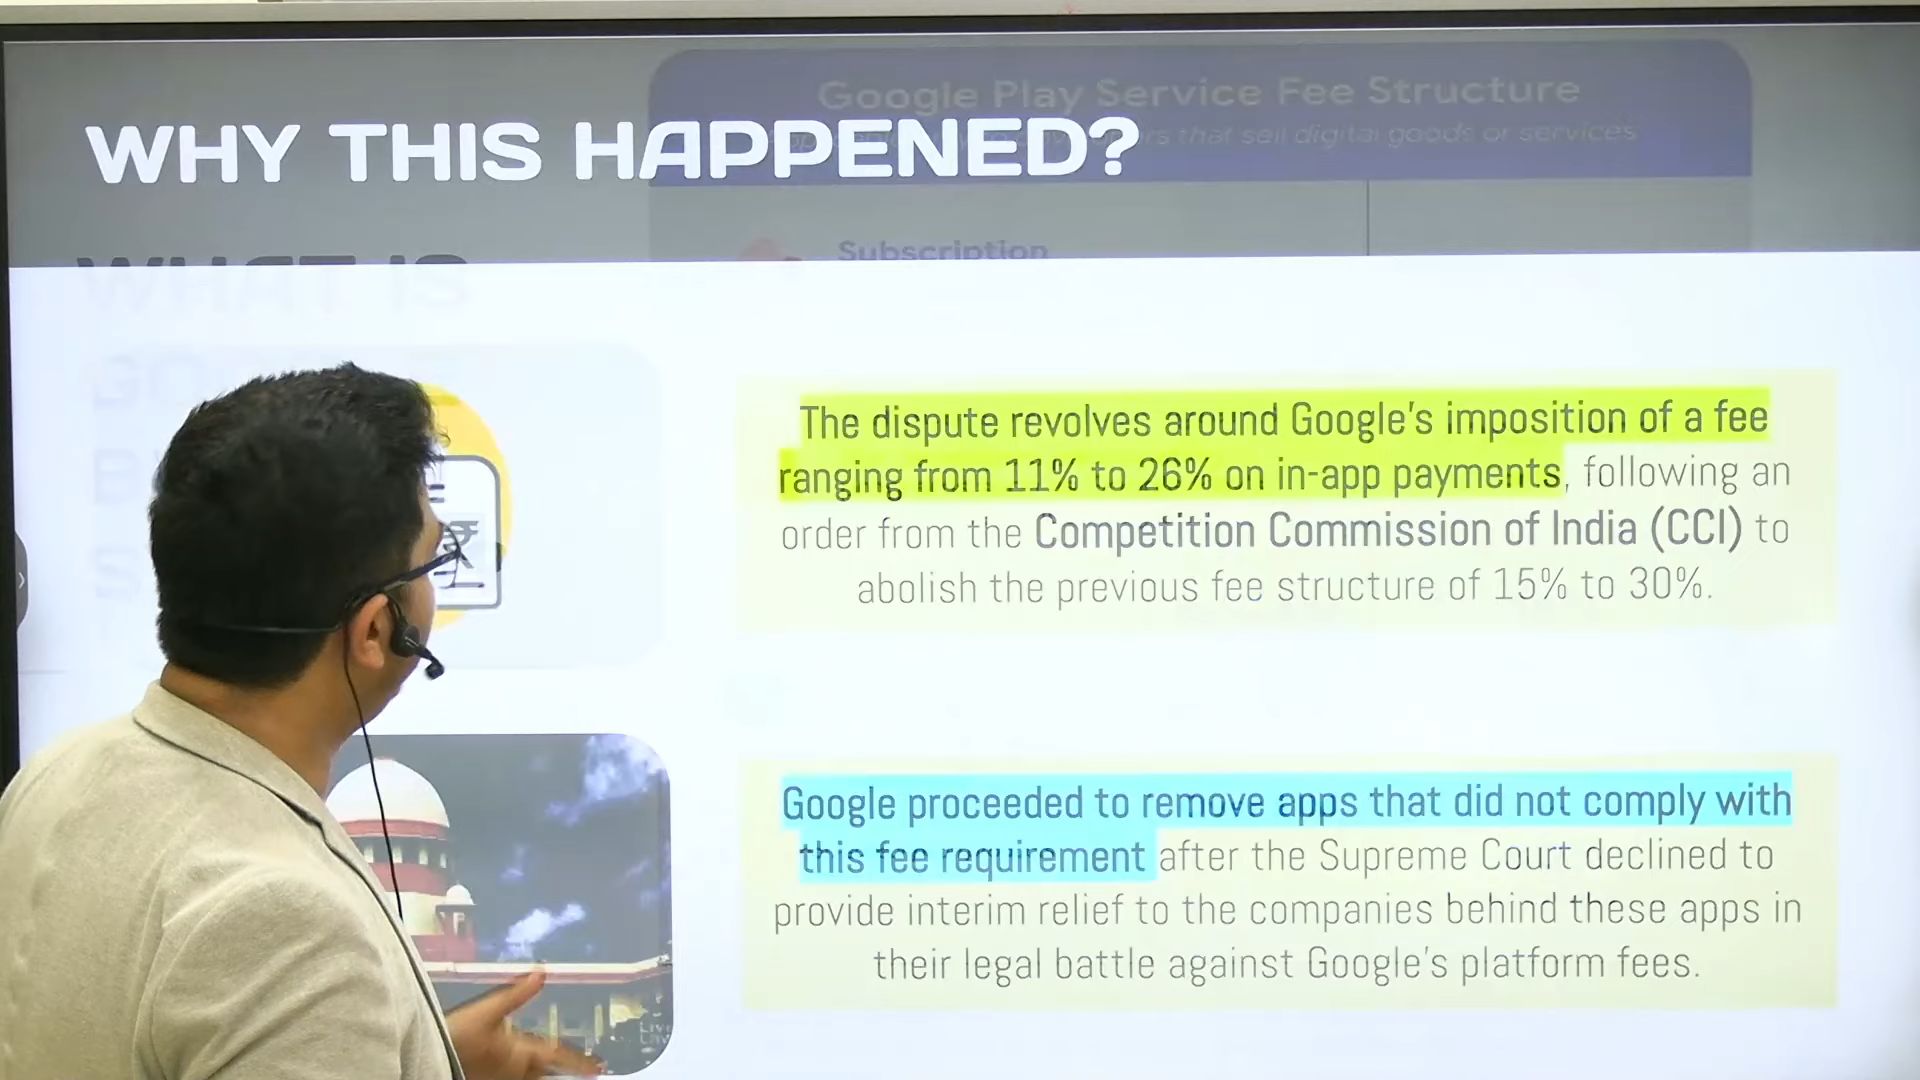 Google Play Service Fee Structure
WHY THIS HAPPENED?
rs that sell digital goods or services
Subscription
WHAT IS
The dispute revolves around Google's imposition of a fee
ranging from 11% to 26% on in-app payments, following an
order from the Competition Commission of India (CCI) to
abolish the previous fee structure of 15% to 30%.
Google proceeded to remove apps that did not comply with
this fee requirement after the Supreme Court declined to
provide interim relief to the companies behind these apps in
their legal battle against Google's platform fees.
Live
Law